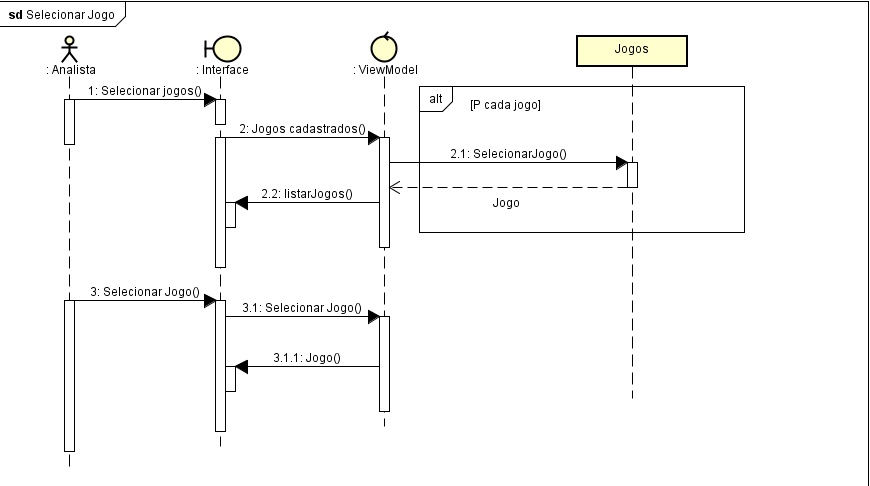 sd Selecionar Jogo
: Analista
: Interface
: ViewModel
Jogos
1: Selecionar jogos()
alt
[P cada jogo]
2: Jogos cadastrados()
2.1: SelecionarJogo()
2.2: listarJogos()
Jogo
3: Selecionar Jogo()
3.1: Selecionar Jogo()
3.1.1: Jogo()